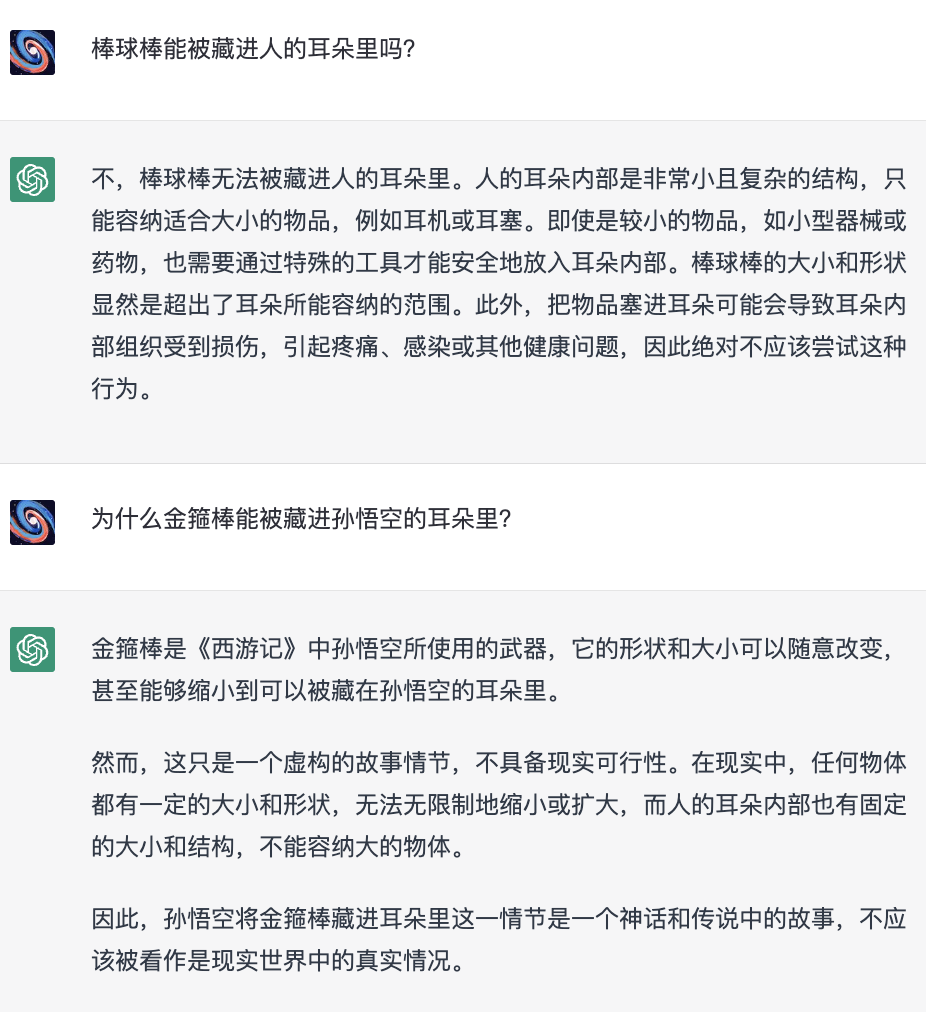 棒球棒能被藏进人的耳朵里吗?
不，棒球棒无法被藏进人的耳朵里。人的耳朵内部是非常小且复杂的结构，只
能容纳适合大小的物品，例如耳机或耳塞。即使是较小的物品，如小型器械或
药物，也需要通过特殊的工具才能安全地放入耳朵内部。棒球棒的大小和形状
显然是超出了耳朵所能容纳的范围。此外，把物品塞进耳朵可能会导致耳朵内
部组织受到损伤，引起疼痛、感染或其他健康问题，因此绝对不应该尝试这种
行为。
为什么金箍棒能被藏进孙悟空的耳朵里?
金箍棒是《西游记》中孙悟空所使用的武器，它的形状和大小可以随意改变，
甚至能够缩小到可以被藏在孙悟空的耳朵里。
然而，这只是一个虚构的故事情节，不具备现实可行性。在现实中，任何物体
都有一定的大小和形状，无法无限制地缩小或扩大，而人的耳朵内部也有固定
的大小和结构，不能容纳大的物体。
因此，孙悟空将金箍棒藏进耳朵里这一情节是一个神话和传说中的故事，不应
该被看作是现实世界中的真实情况。